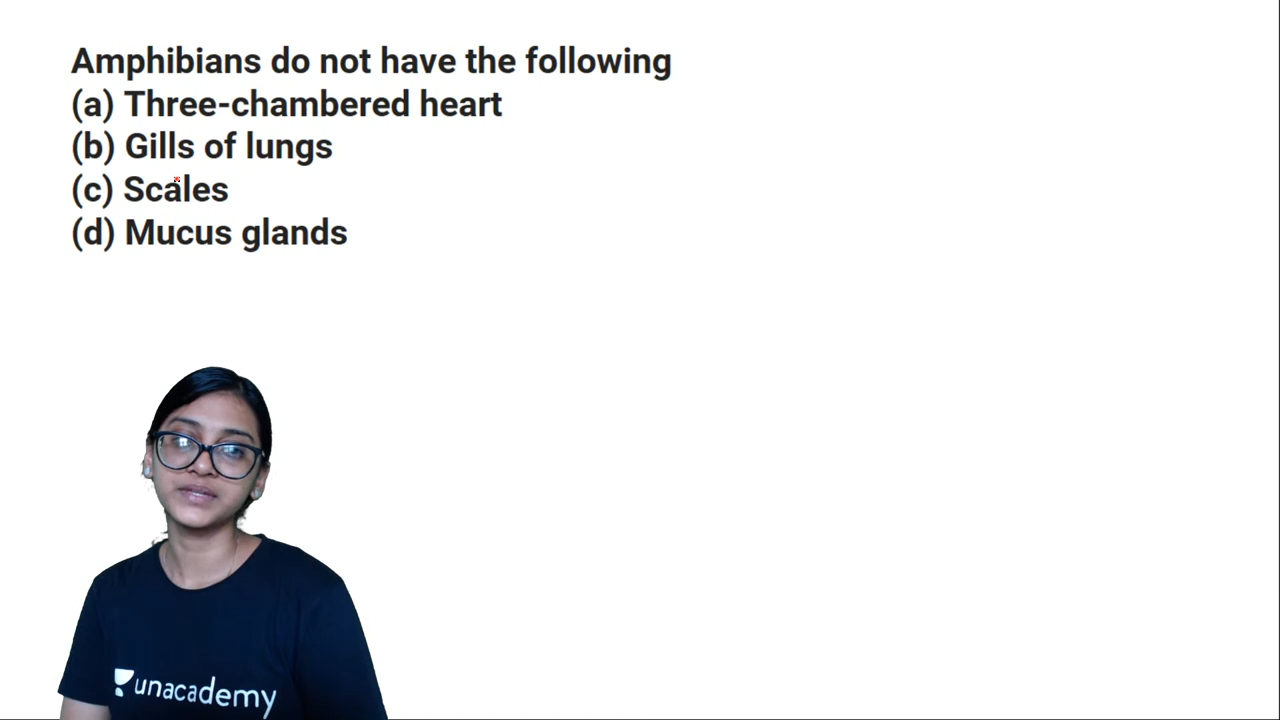 Amphibians do not have the following
(a) Three-chambered heart
(b) Gills of lungs
(c) Scales
(d) Mucus glands
unacademy